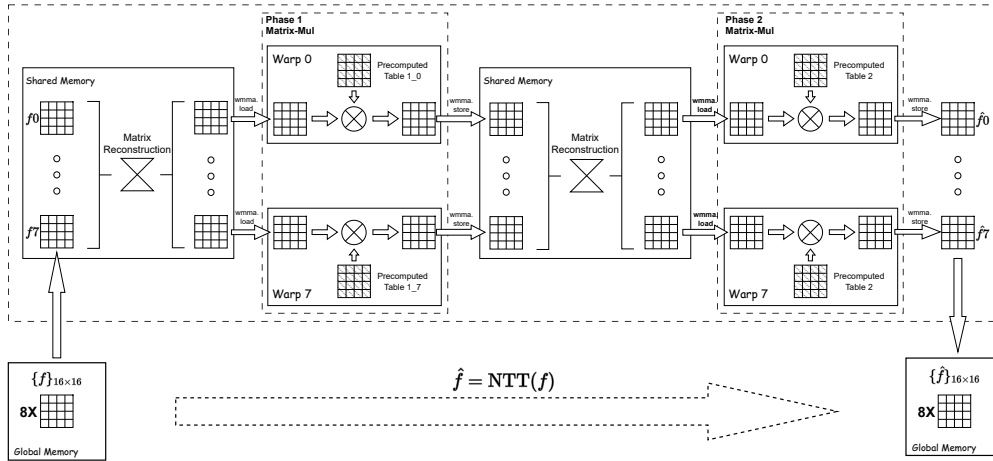 Phase 1
Matrix-Mul
Phase 2
Matrix-Mul
Shared Memory
f0
Matrix
Reconstruction
f7
wmma.
load
wmma.
load
Warp 0
Precomputed
Table 1_0
Precomputed
Table 1_7
Warp 7
wmma.
store
wmma.
store
Shared Memory
Matrix
Reconstruction
wmma.
load
wmma.
load
Warp 0
Precomputed
Table 2
Precomputed
Table 2
Warp 7
wmma.
store
wmma.
store
f̂0
f̂7
{f}16×16
8X
Global Memory
f̂ = NTT(f)
{f̂}16×16
8X
Global Memory